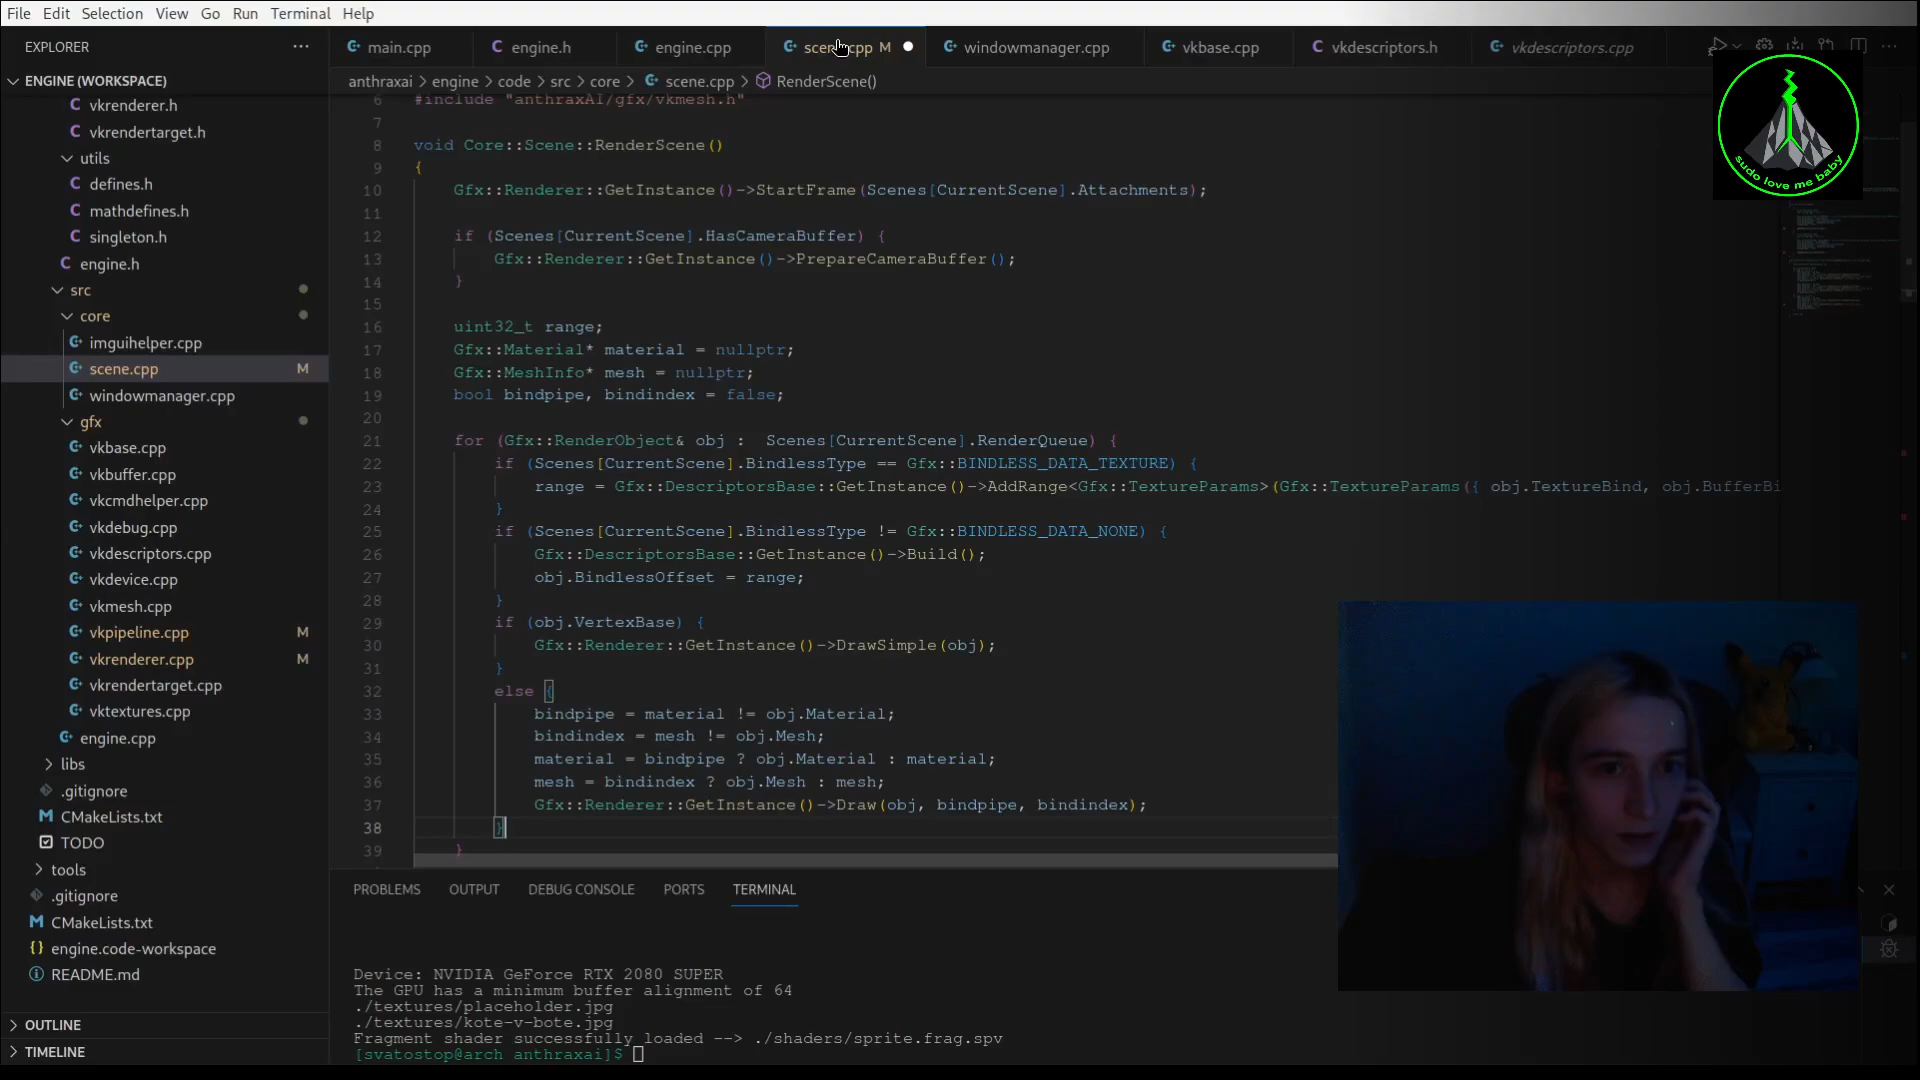 File Edit Selection View Go Run Terminal Help
EXPLORER
main.cpp
engine.h
engine.cpp
scene.cpp M
windowmanager.cpp
vkbase.cpp
vkdescriptors.h
vkdescriptors.cpp
ENGINE (WORKSPACE)
vkrenderer.h
vkrendertarget.h
utils
defines.h
mathdefines.h
singleton.h
engine.h
src
core
imguihelper.cpp
scene.cpp M
windowmanager.cpp
gfx
vkbase.cpp
vkbuffer.cpp
vkcmdhelper.cpp
vkdebug.cpp
vkdescriptors.cpp
vkdevice.cpp
vkmesh.cpp
vkpipeline.cpp M
vkrenderer.cpp M
vkrendertarget.cpp
vktextures.cpp
engine.cpp
libs
.gitignore
CMakeLists.txt
TODO
tools
.gitignore
CMakeLists.txt
engine.code-workspace
README.md
OUTLINE
TIMELINE
anthraxai > engine > code > src > core > scene.cpp > RenderScene()
6 #include "anthraxAI/gfx/vkmesh.h"
7
8 void Core::Scene::RenderScene()
9 {
10 Gfx::Renderer::GetInstance()->StartFrame(Scenes[CurrentScene].Attachments);
11
12 if (Scenes[CurrentScene].HasCameraBuffer) {
13 Gfx::Renderer::GetInstance()->PrepareCameraBuffer();
14 }
15
16 uint32_t range;
17 Gfx::Material* material = nullptr;
18 Gfx::MeshInfo* mesh = nullptr;
19 bool bindpipe, bindindex = false;
20
21 for (Gfx::RenderObject& obj :  Scenes[CurrentScene].RenderQueue) {
22 if (Scenes[CurrentScene].BindlessType == Gfx::BINDLESS_DATA_TEXTURE) {
23 range = Gfx::DescriptorsBase::GetInstance()->AddRange<Gfx::TextureParams>(Gfx::TextureParams({ obj.TextureBind, obj.BufferBi
24 }
25 if (Scenes[CurrentScene].BindlessType != Gfx::BINDLESS_DATA_NONE) {
26 Gfx::DescriptorsBase::GetInstance()->Build();
27 obj.BindlessOffset = range;
28 }
29 if (obj.VertexBase) {
30 Gfx::Renderer::GetInstance()->DrawSimple(obj);
31 }
32 else {
33 bindpipe = material != obj.Material;
34 bindindex = mesh != obj.Mesh;
35 material = bindpipe ? obj.Material : material;
36 mesh = bindindex ? obj.Mesh : mesh;
37 Gfx::Renderer::GetInstance()->Draw(obj, bindpipe, bindindex);
38 }
39 }
sudo love me baby
PROBLEMS OUTPUT DEBUG CONSOLE PORTS TERMINAL
Device: NVIDIA GeForce RTX 2080 SUPER
The GPU has a minimum buffer alignment of 64
./textures/placeholder.jpg
./textures/kote-v-bote.jpg
Fragment shader successfully loaded --> ./shaders/sprite.frag.spv
[svatostop@arch anthraxai]$